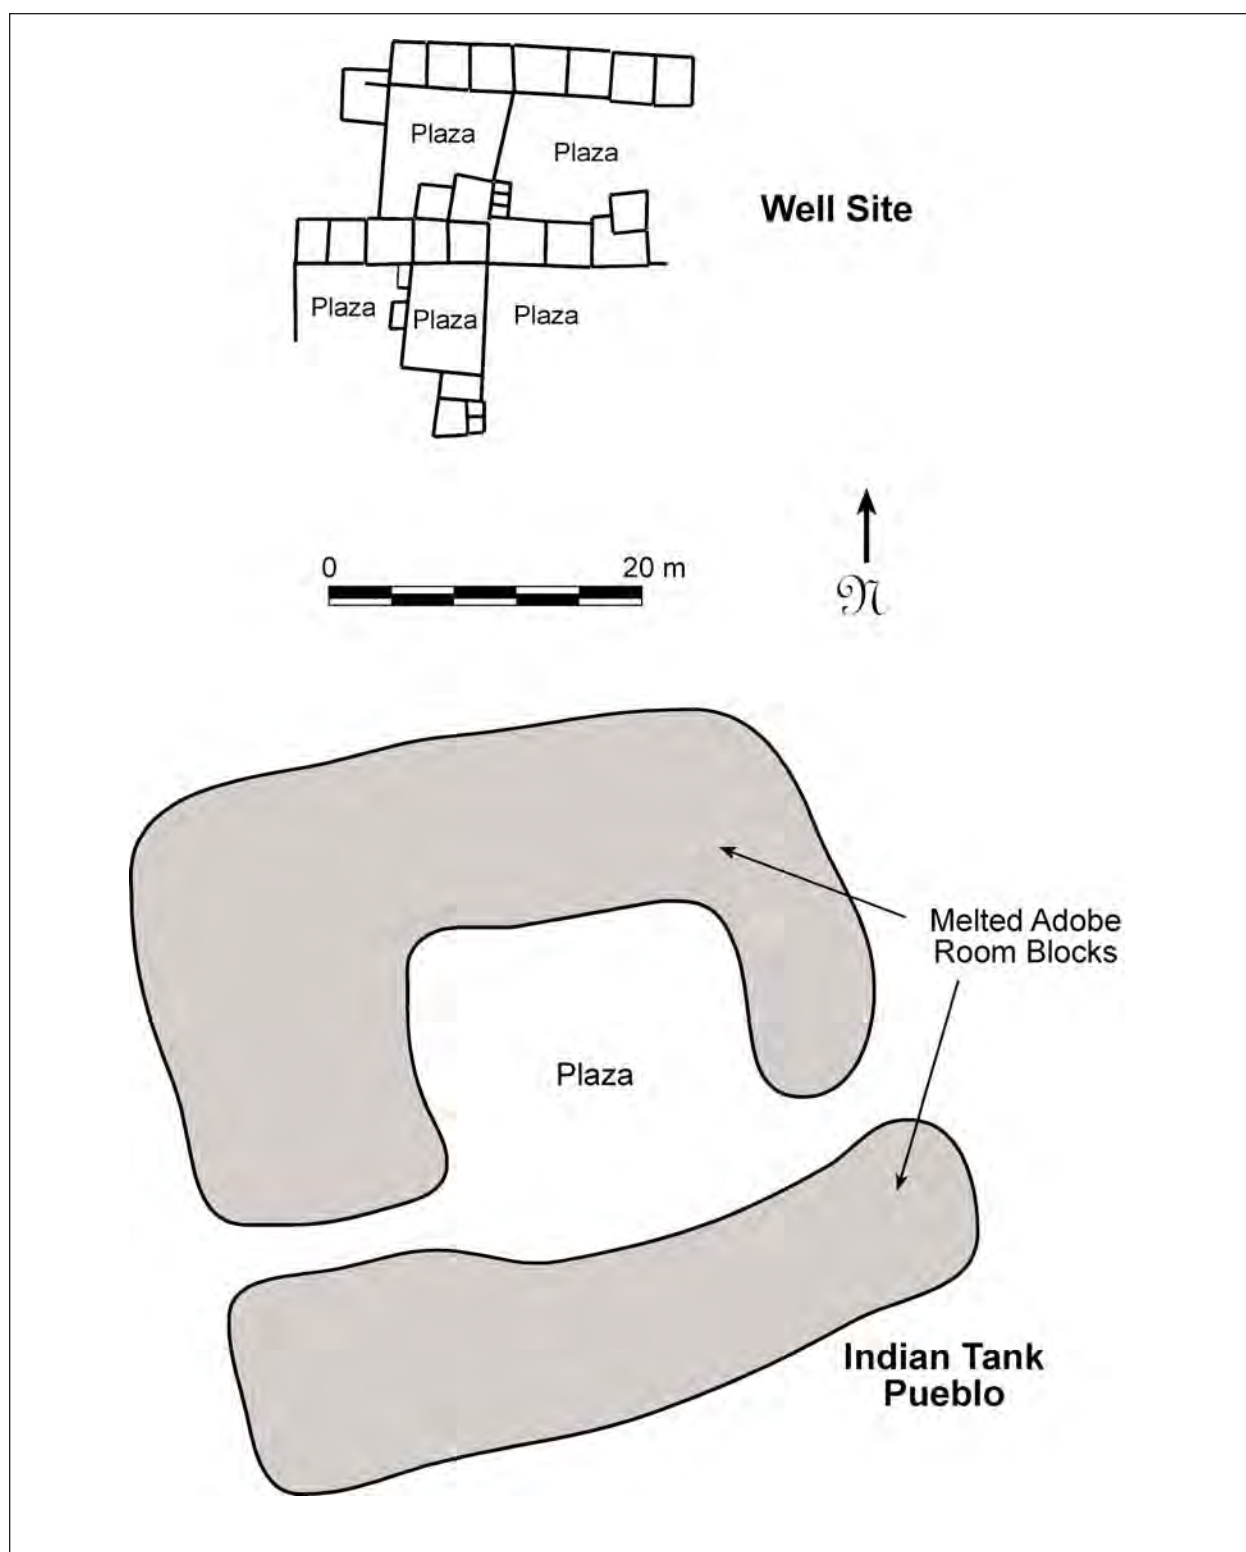 Plaza
Plaza
Well Site
Plaza
Plaza
Plaza
0 20 m
N
Melted Adobe
Room Blocks
Plaza
Indian Tank
Pueblo